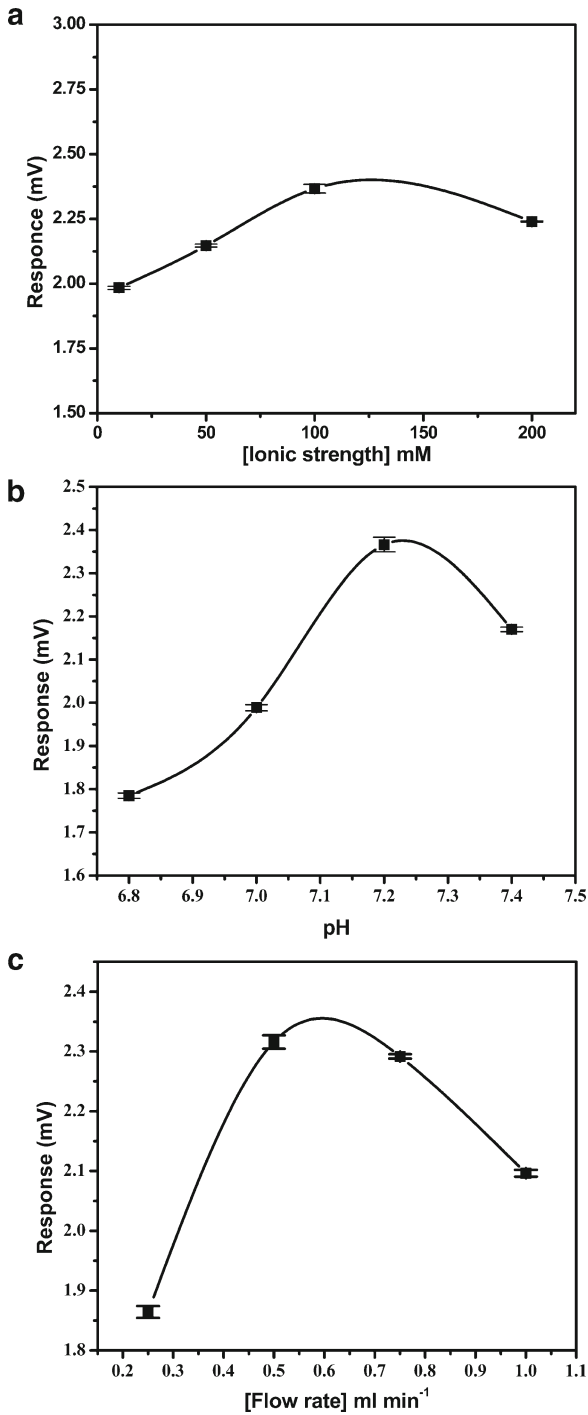 a
3.00
2.75
2.50
2.25
2.00
1.75
1.50
Responce (mV)
0 50 100 150 200
[Ionic strength] mM
b
2.5
2.4
2.3
2.2
2.1
2.0
1.9
1.8
1.7
1.6
Response (mV)
6.8 6.9 7.0 7.1 7.2 7.3 7.4 7.5
pH
c
2.4
2.3
2.2
2.1
2.0
1.9
1.8
Response (mV)
0.2 0.3 0.4 0.5 0.6 0.7 0.8 0.9 1.0 1.1
[Flow rate] ml min⁻¹